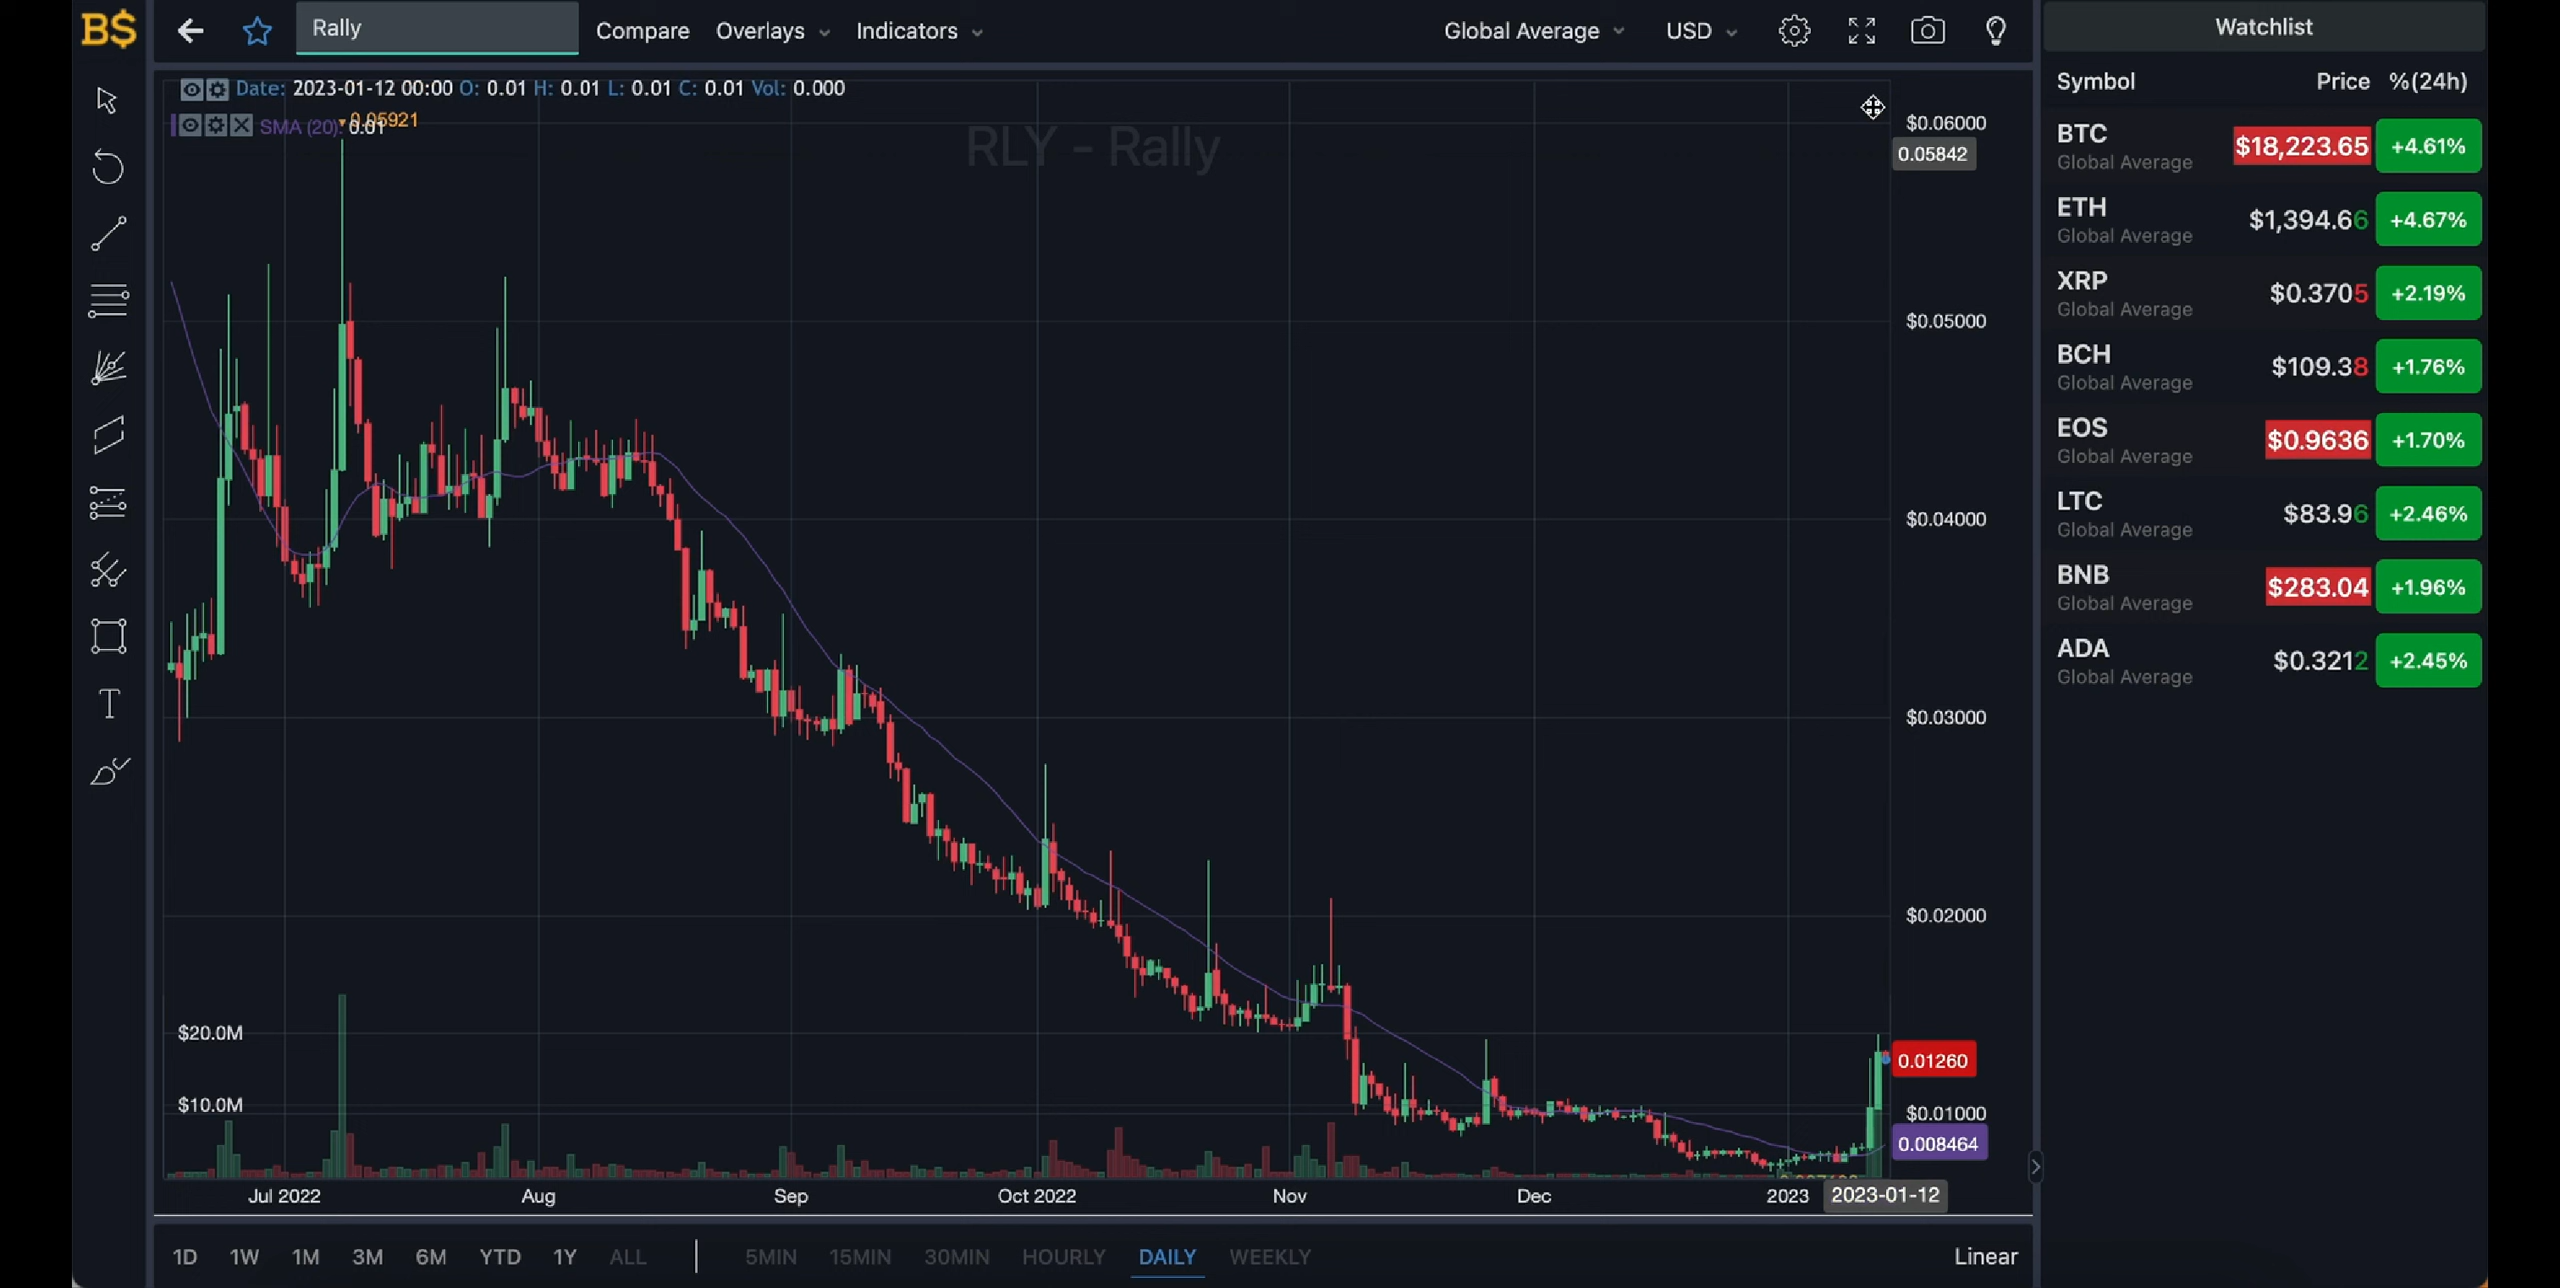 B$
Rally
Compare
Overlays
Indicators
Global Average
USD
Date: 2023-01-12 00:00 O: 0.01 H: 0.01 L: 0.01 C: 0.01 Vol: 0.000
SMA (20): 0.01
0.05921
RLY - Rally
$0.06000
0.05842
$0.05000
$0.04000
$0.03000
$0.02000
0.01260
$0.01000
0.008464
$20.0M
$10.0M
Jul 2022
Aug
Sep
Oct 2022
Nov
Dec
2023
2023-01-12
1D 1W 1M 3M 6M YTD 1Y ALL
5MIN 15MIN 30MIN HOURLY DAILY WEEKLY
Linear
Watchlist
Symbol Price %(24h)
BTC $18,223.65 +4.61%
Global Average
ETH $1,394.66 +4.67%
Global Average
XRP $0.3705 +2.19%
Global Average
BCH $109.38 +1.76%
Global Average
EOS $0.9636 +1.70%
Global Average
LTC $83.96 +2.46%
Global Average
BNB $283.04 +1.96%
Global Average
ADA $0.3212 +2.45%
Global Average